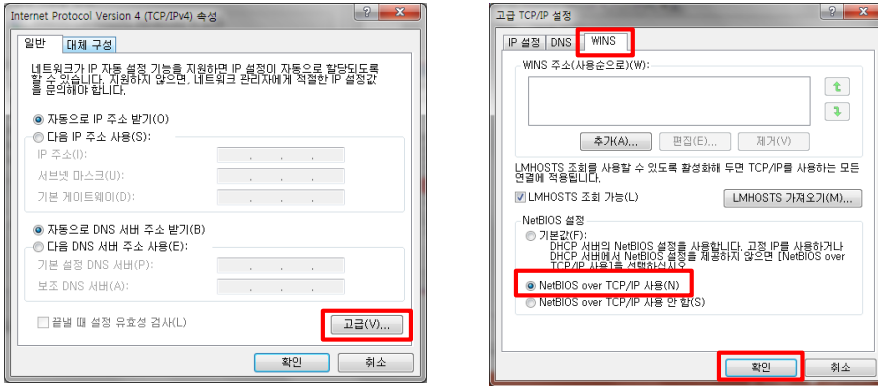 Internet Protocol Version 4 (TCP/IPv4) 속성
일반
대체 구성
네트워크가 IP 자동 설정 기능을 지원하면 IP 설정이 자동으로 할당되도록
할 수 있습니다. 지원하지 않으면, 네트워크 관리자에게 적절한 IP 설정값
을 문의해야 합니다.
자동으로 IP 주소 받기(O)
다음 IP 주소 사용(S):
IP 주소(I):
서브넷 마스크(U):
기본 게이트웨이(D):
자동으로 DNS 서버 주소 받기(B)
다음 DNS 서버 주소 사용(E):
기본 설정 DNS 서버(P):
보조 DNS 서버(A):
끝낼 때 설정 유효성 검사(L)
고급(V)...
확인
취소
고급 TCP/IP 설정
IP 설정
DNS
WINS
WINS 주소(사용순으로)(W):
추가(A)...
편집(E)...
제거(V)
LMHOSTS 조회를 사용할 수 있도록 활성화해 두면 TCP/IP를 사용하는 모든
연결에 적용됩니다.
LMHOSTS 조회 가능(L)
LMHOSTS 가져오기(M)...
NetBIOS 설정
기본값(F):
DHCP 서버의 NetBIOS 설정을 사용합니다. 고정 IP를 사용하거나
DHCP 서버에서 NetBIOS 설정을 제공하지 않으면 [NetBIOS over
TCP/IP 사용]을 선택하십시오
NetBIOS over TCP/IP 사용(N)
NetBIOS over TCP/IP 사용 안 함(S)
확인
취소